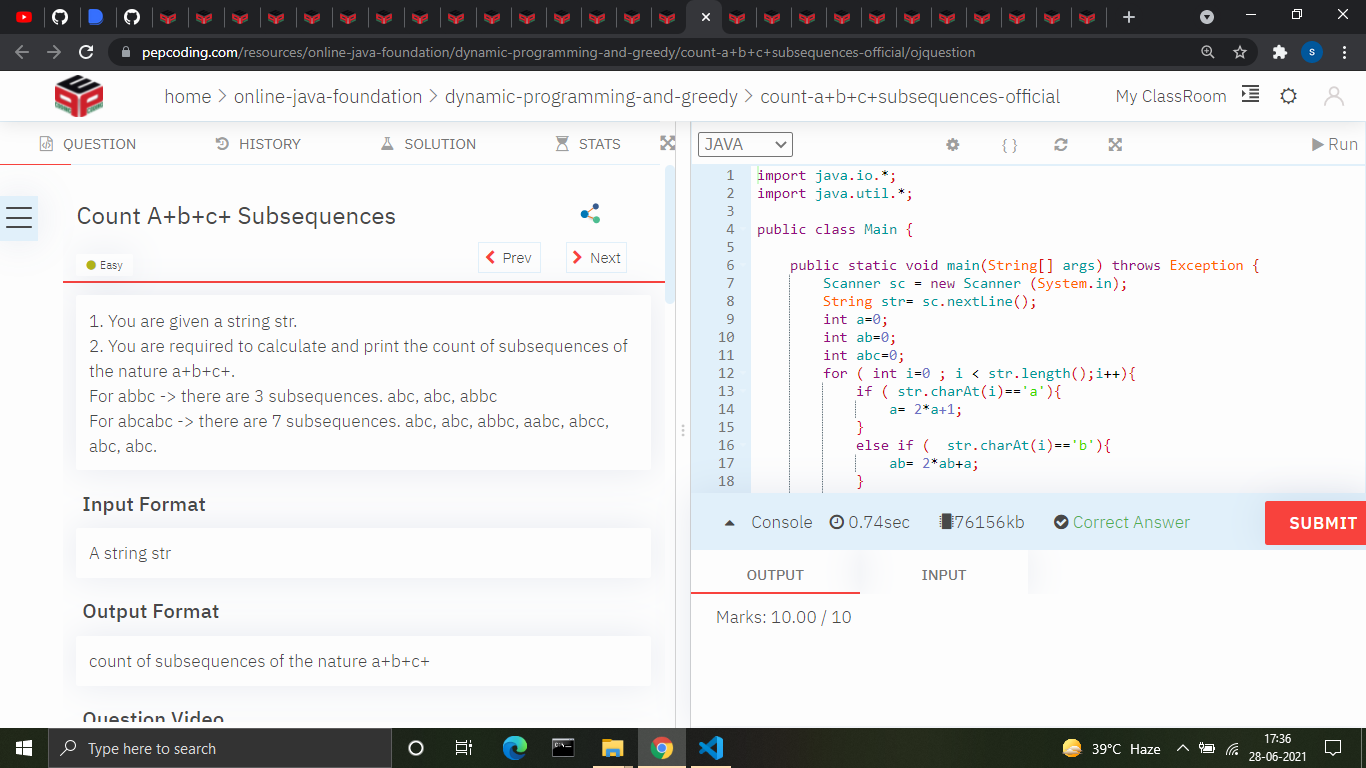 pepcoding.com/resources/online-java-foundation/dynamic-programming-and-greedy/count-a+b+c+subsequences-official/ojquestion
S
home > online-java-foundation > dynamic-programming-and-greedy > count-a+b+c+subsequences-official
My ClassRoom
QUESTION
HISTORY
SOLUTION
STATS
JAVA
{ }
Run
Count A+b+c+ Subsequences
Easy
Prev
Next
1. You are given a string str.
2. You are required to calculate and print the count of subsequences of
the nature a+b+c+.
For abbc -> there are 3 subsequences. abc, abc, abbc
For abcabc -> there are 7 subsequences. abc, abc, abbc, aabc, abcc,
abc, abc.
Input Format
A string str
Output Format
count of subsequences of the nature a+b+c+
Question Video
1 import java.io.*;
2 import java.util.*;
3
4 public class Main {
5
6 public static void main(String[] args) throws Exception {
7 Scanner sc = new Scanner (System.in);
8 String str= sc.nextLine();
9 int a=0;
10 int ab=0;
11 int abc=0;
12 for ( int i=0 ; i < str.length();i++){
13 if ( str.charAt(i)=='a'){
14 a= 2*a+1;
15 }
16 else if (  str.charAt(i)=='b'){
17 ab= 2*ab+a;
18 }
Console
0.74sec
76156kb
Correct Answer
SUBMIT
OUTPUT
INPUT
Marks: 10.00 / 10
Type here to search
39°C Haze
17:36
28-06-2021